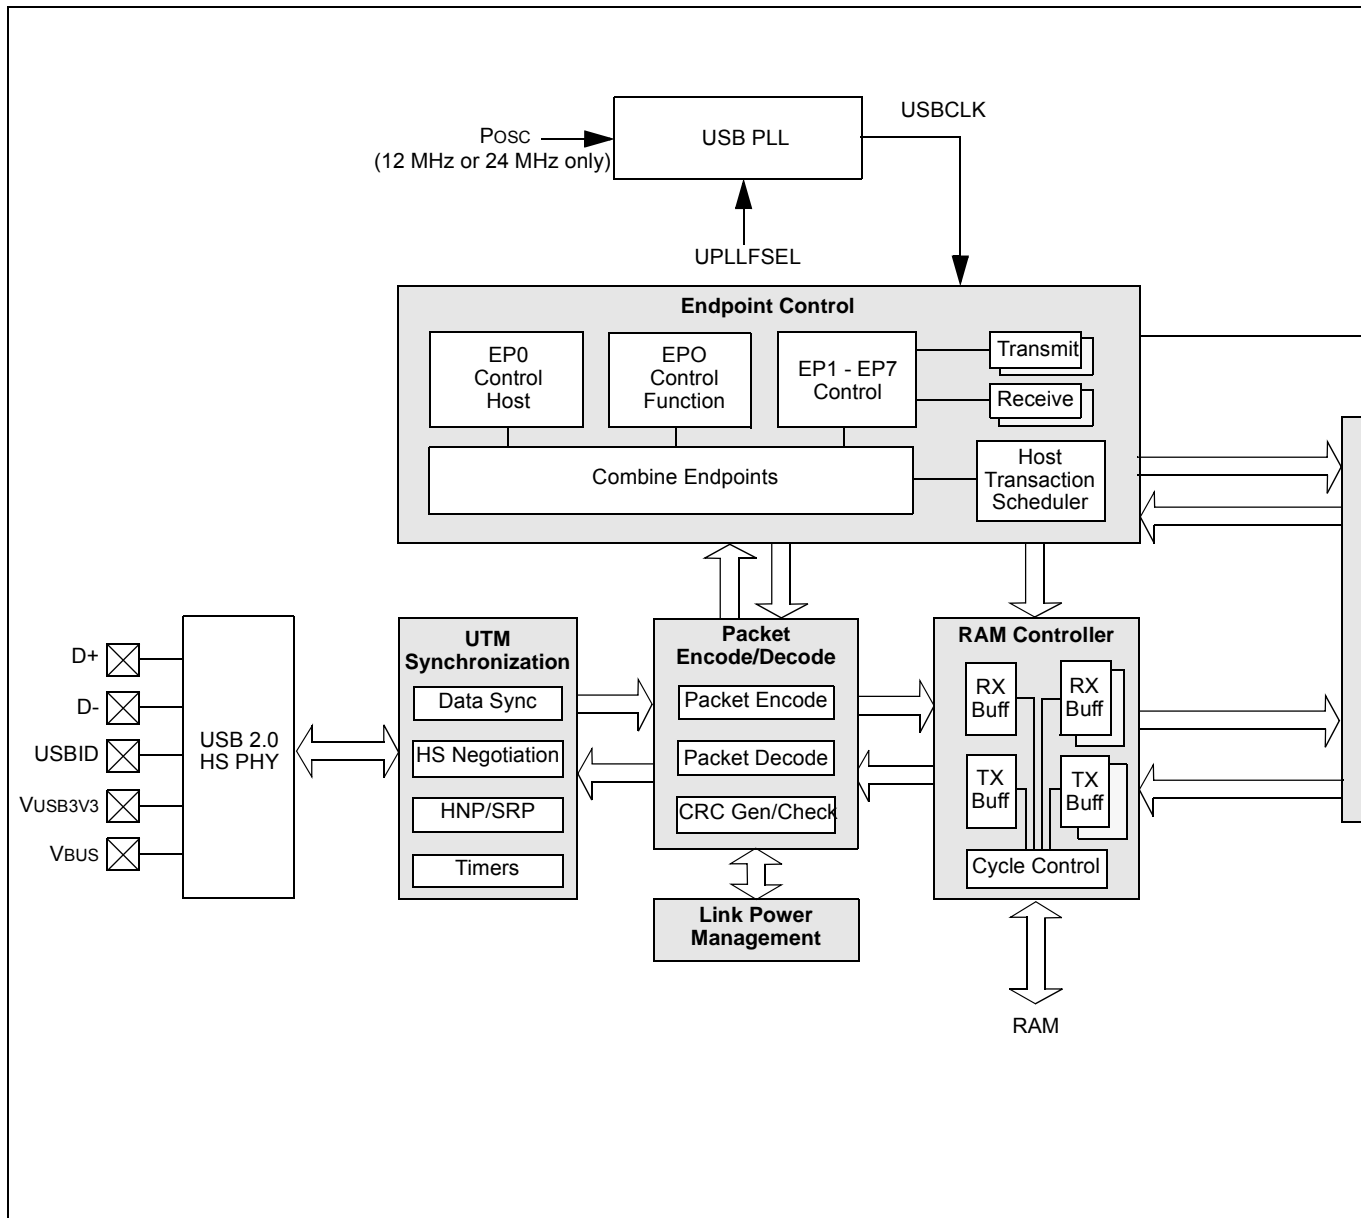 USBCLK
POSC
(12 MHz or 24 MHz only)
USB PLL
UPLLFSEL
Endpoint Control
EP0
Control
Host
EPO
Control
Function
EP1 - EP7
Control
Transmit
Receive
Combine Endpoints
Host
Transaction
Scheduler
D+
D-
USBID
VUSB3V3
VBUS
USB 2.0
HS PHY
UTM
Synchronization
Data Sync
HS Negotiation
HNP/SRP
Timers
Packet
Encode/Decode
Packet Encode
Packet Decode
CRC Gen/Check
Link Power
Management
RAM Controller
RX
Buff
RX
Buff
TX
Buff
TX
Buff
Cycle Control
RAM